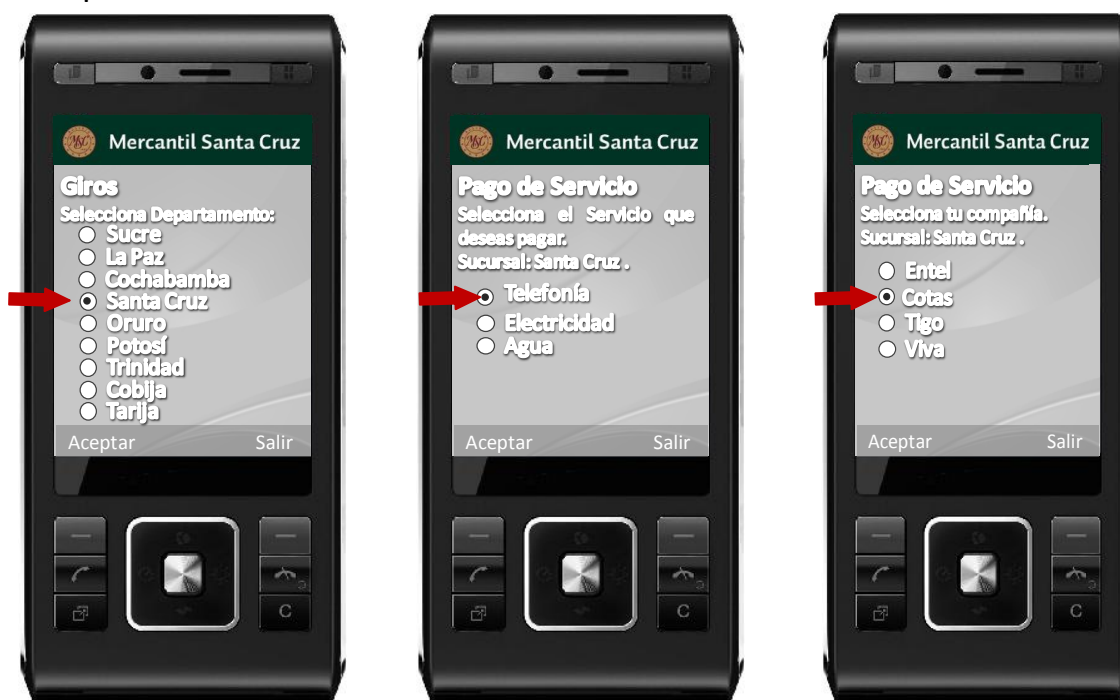 Mercantil Santa Cruz
Giros
Selecciona Departamento:
Sucre
La Paz
Cochabamba
Santa Cruz
Oruro
Potosí
Trinidad
Cobija
Tarija
Aceptar Salir
C
Mercantil Santa Cruz
Pago de Servicio
Selecciona el Servicio que
deseas pagar.
Sucursal: Santa Cruz .
Telefonía
Electricidad
Agua
Aceptar Salir
C
Mercantil Santa Cruz
Pago de Servicio
Selecciona tu compañía.
Sucursal: Santa Cruz .
Entel
Cotas
Tigo
Viva
Aceptar Salir
C